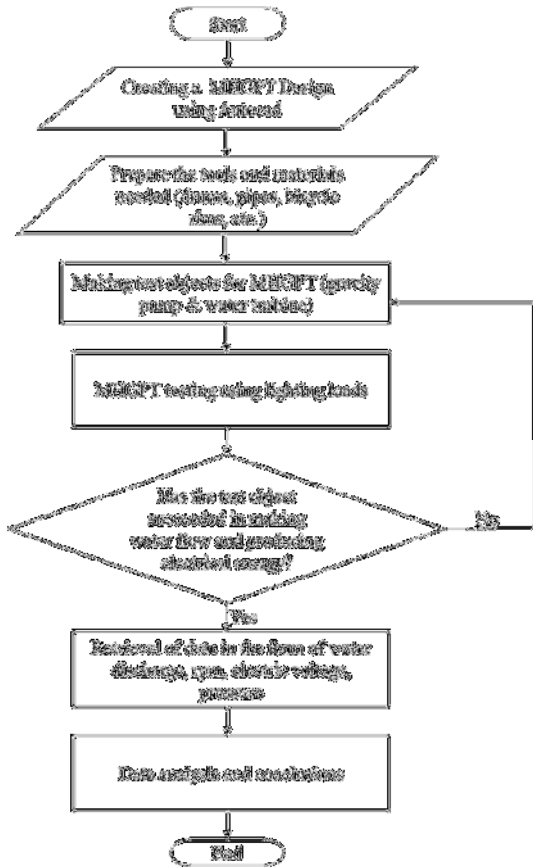 Start
Creating a MHGPT Design
using Autocad
Prepare the tools and materials
needed (drums, pipes, bicycle
rims, etc.)
Making test objects for MHGPT (gravity
pump & water turbine)
MHGPT testing using lighting loads
Has the test object
succeeded in making
water flow and producing
electrical energy?
No
Yes
Retrieval of data in the form of water
discharge, rpm, electric voltage,
pressure
Data analysis and conclusions
End